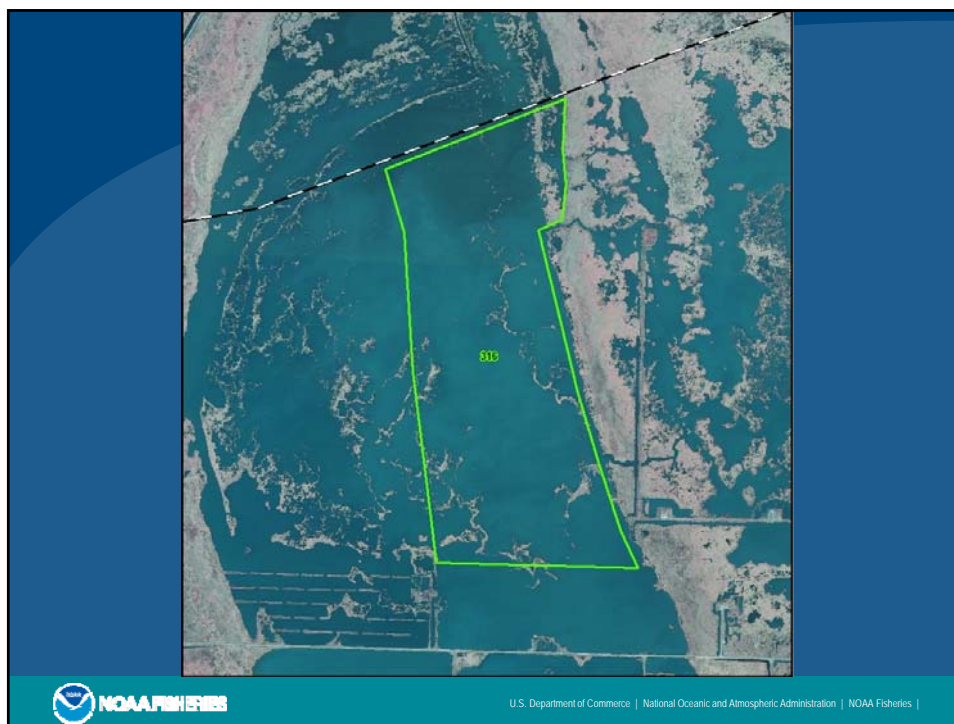 316
NOAA FISHERIES
U.S. Department of Commerce | National Oceanic and Atmospheric Administration | NOAA Fisheries |